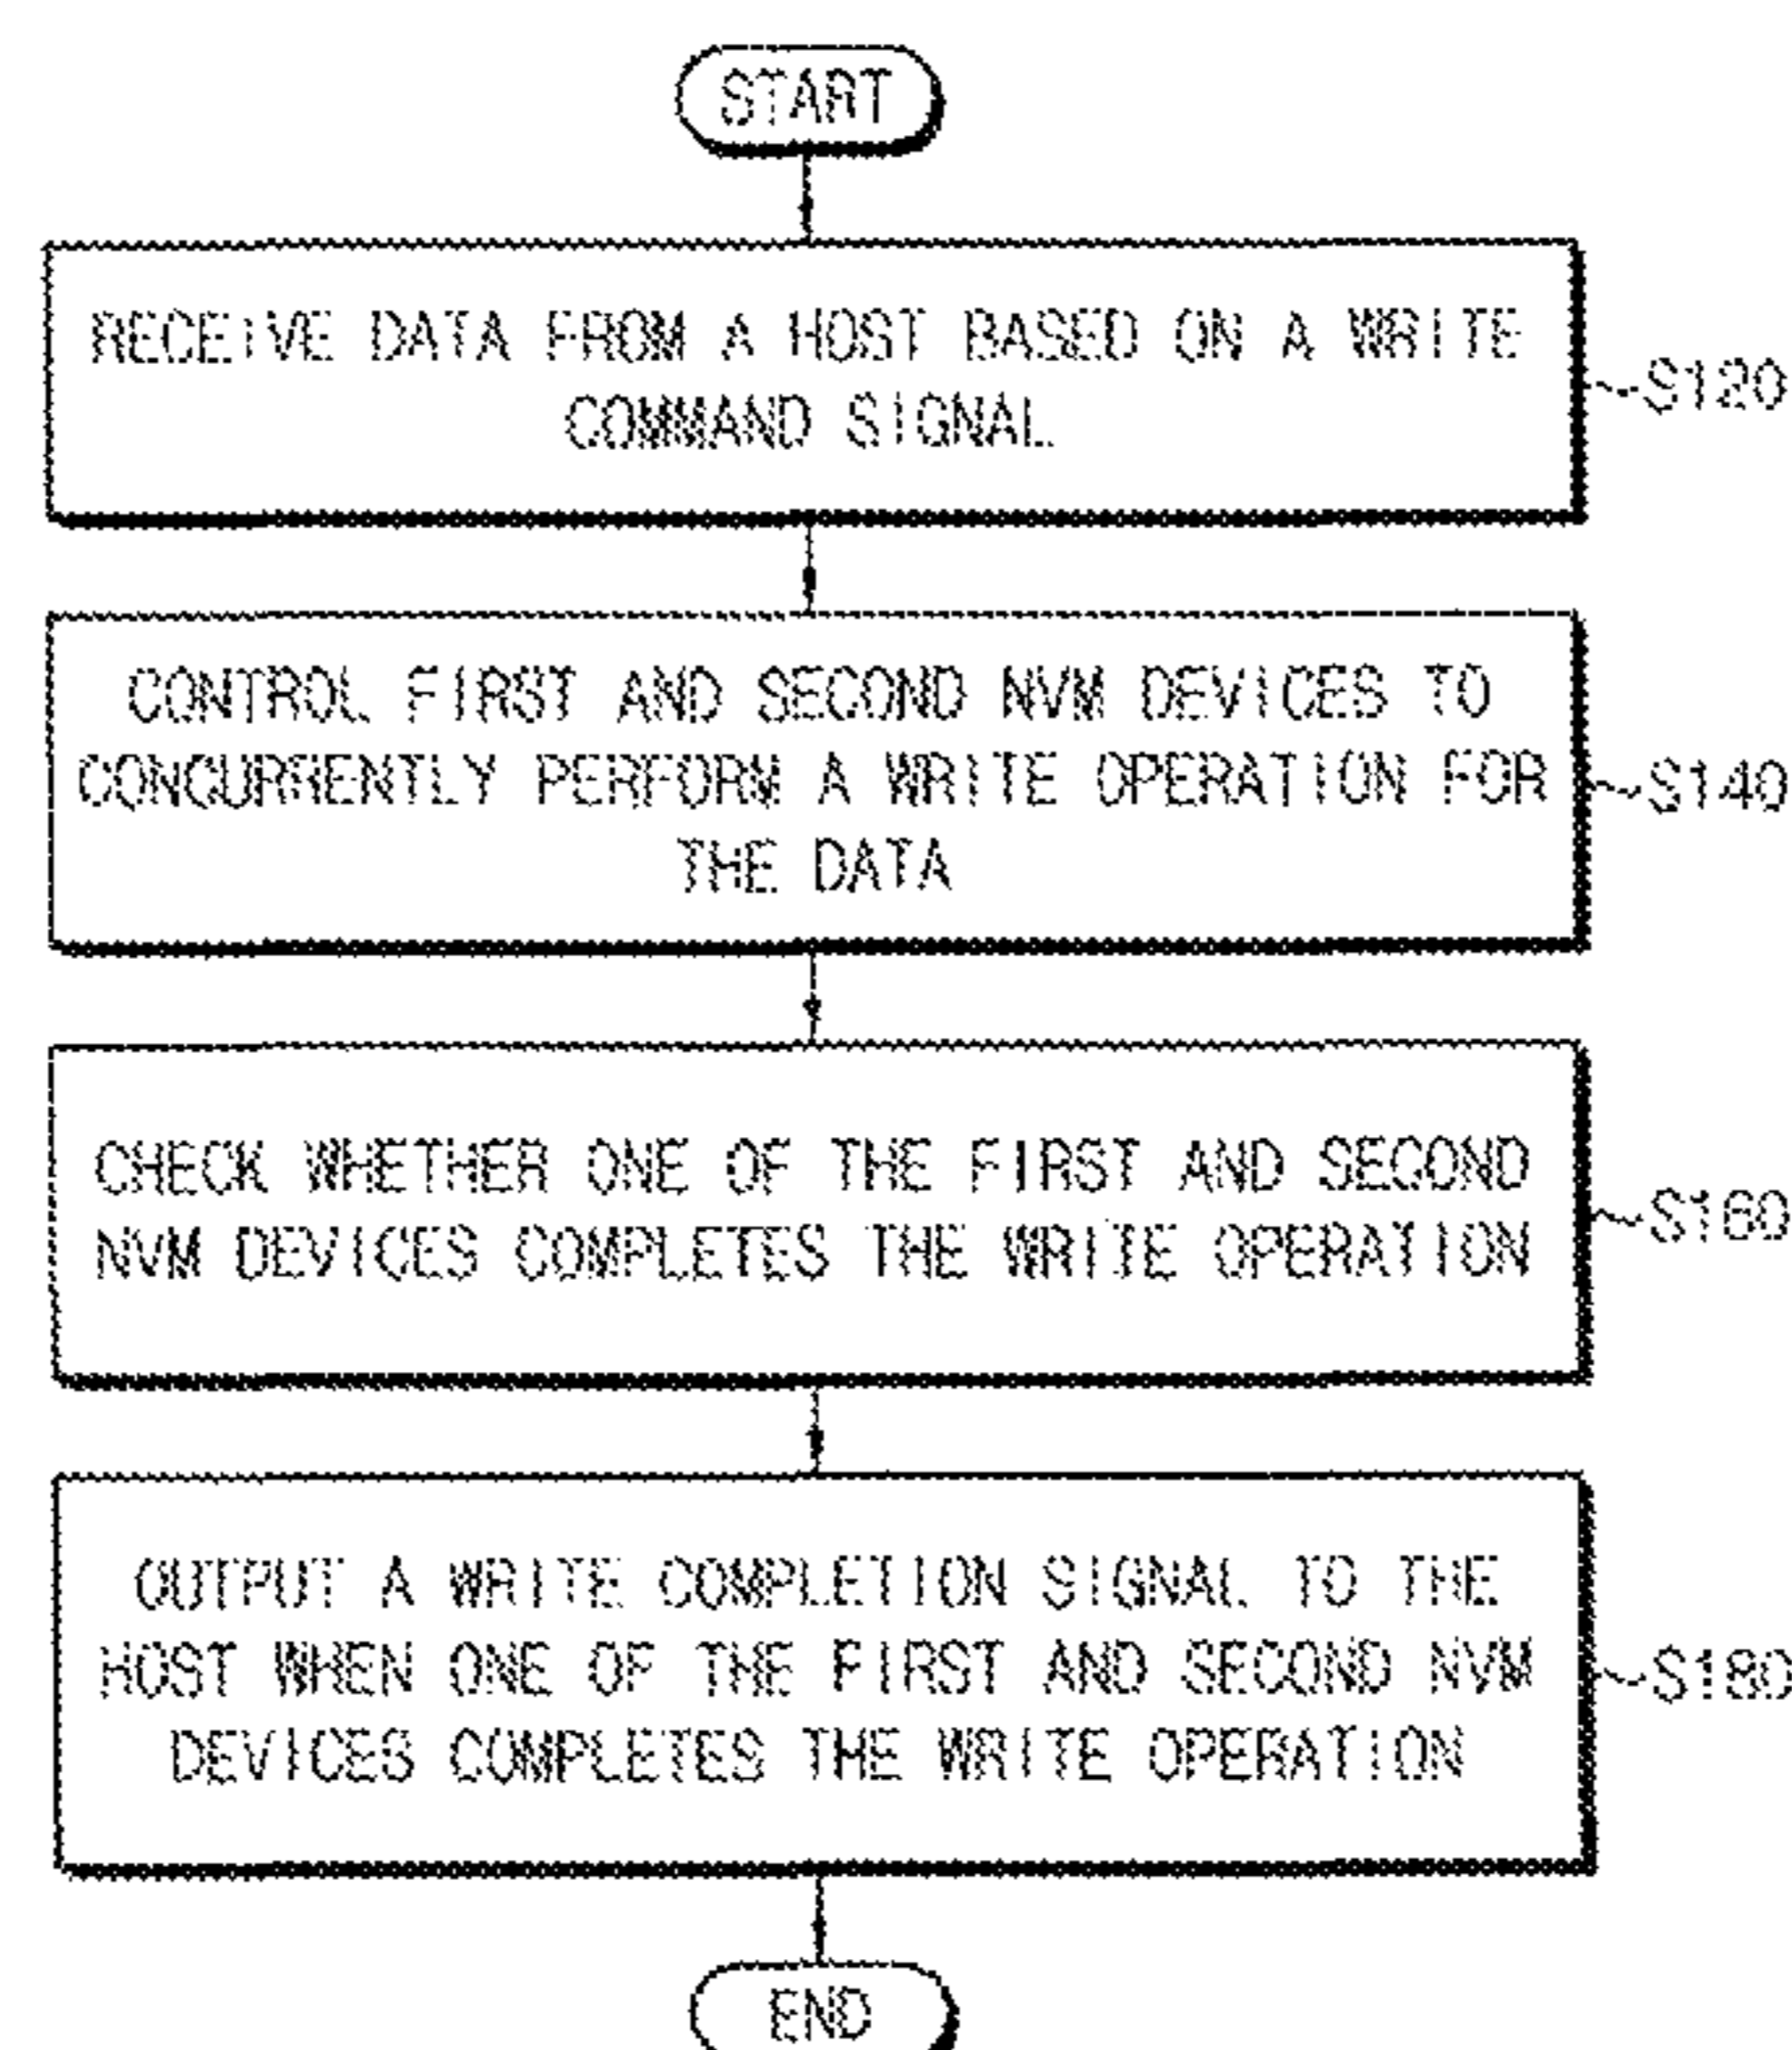 START
RECEIVE DATA FROM A HOST BASED ON A WRITE
COMMAND SIGNAL
S120
CONTROL FIRST AND SECOND NVM DEVICES TO
CONCURRENTLY PERFORM A WRITE OPERATION FOR
THE DATA
S140
CHECK WHETHER ONE OF THE FIRST AND SECOND
NVM DEVICES COMPLETES THE WRITE OPERATION
S160
OUTPUT A WRITE COMPLETION SIGNAL TO THE
HOST WHEN ONE OF THE FIRST AND SECOND NVM
DEVICES COMPLETES THE WRITE OPERATION
S180
END